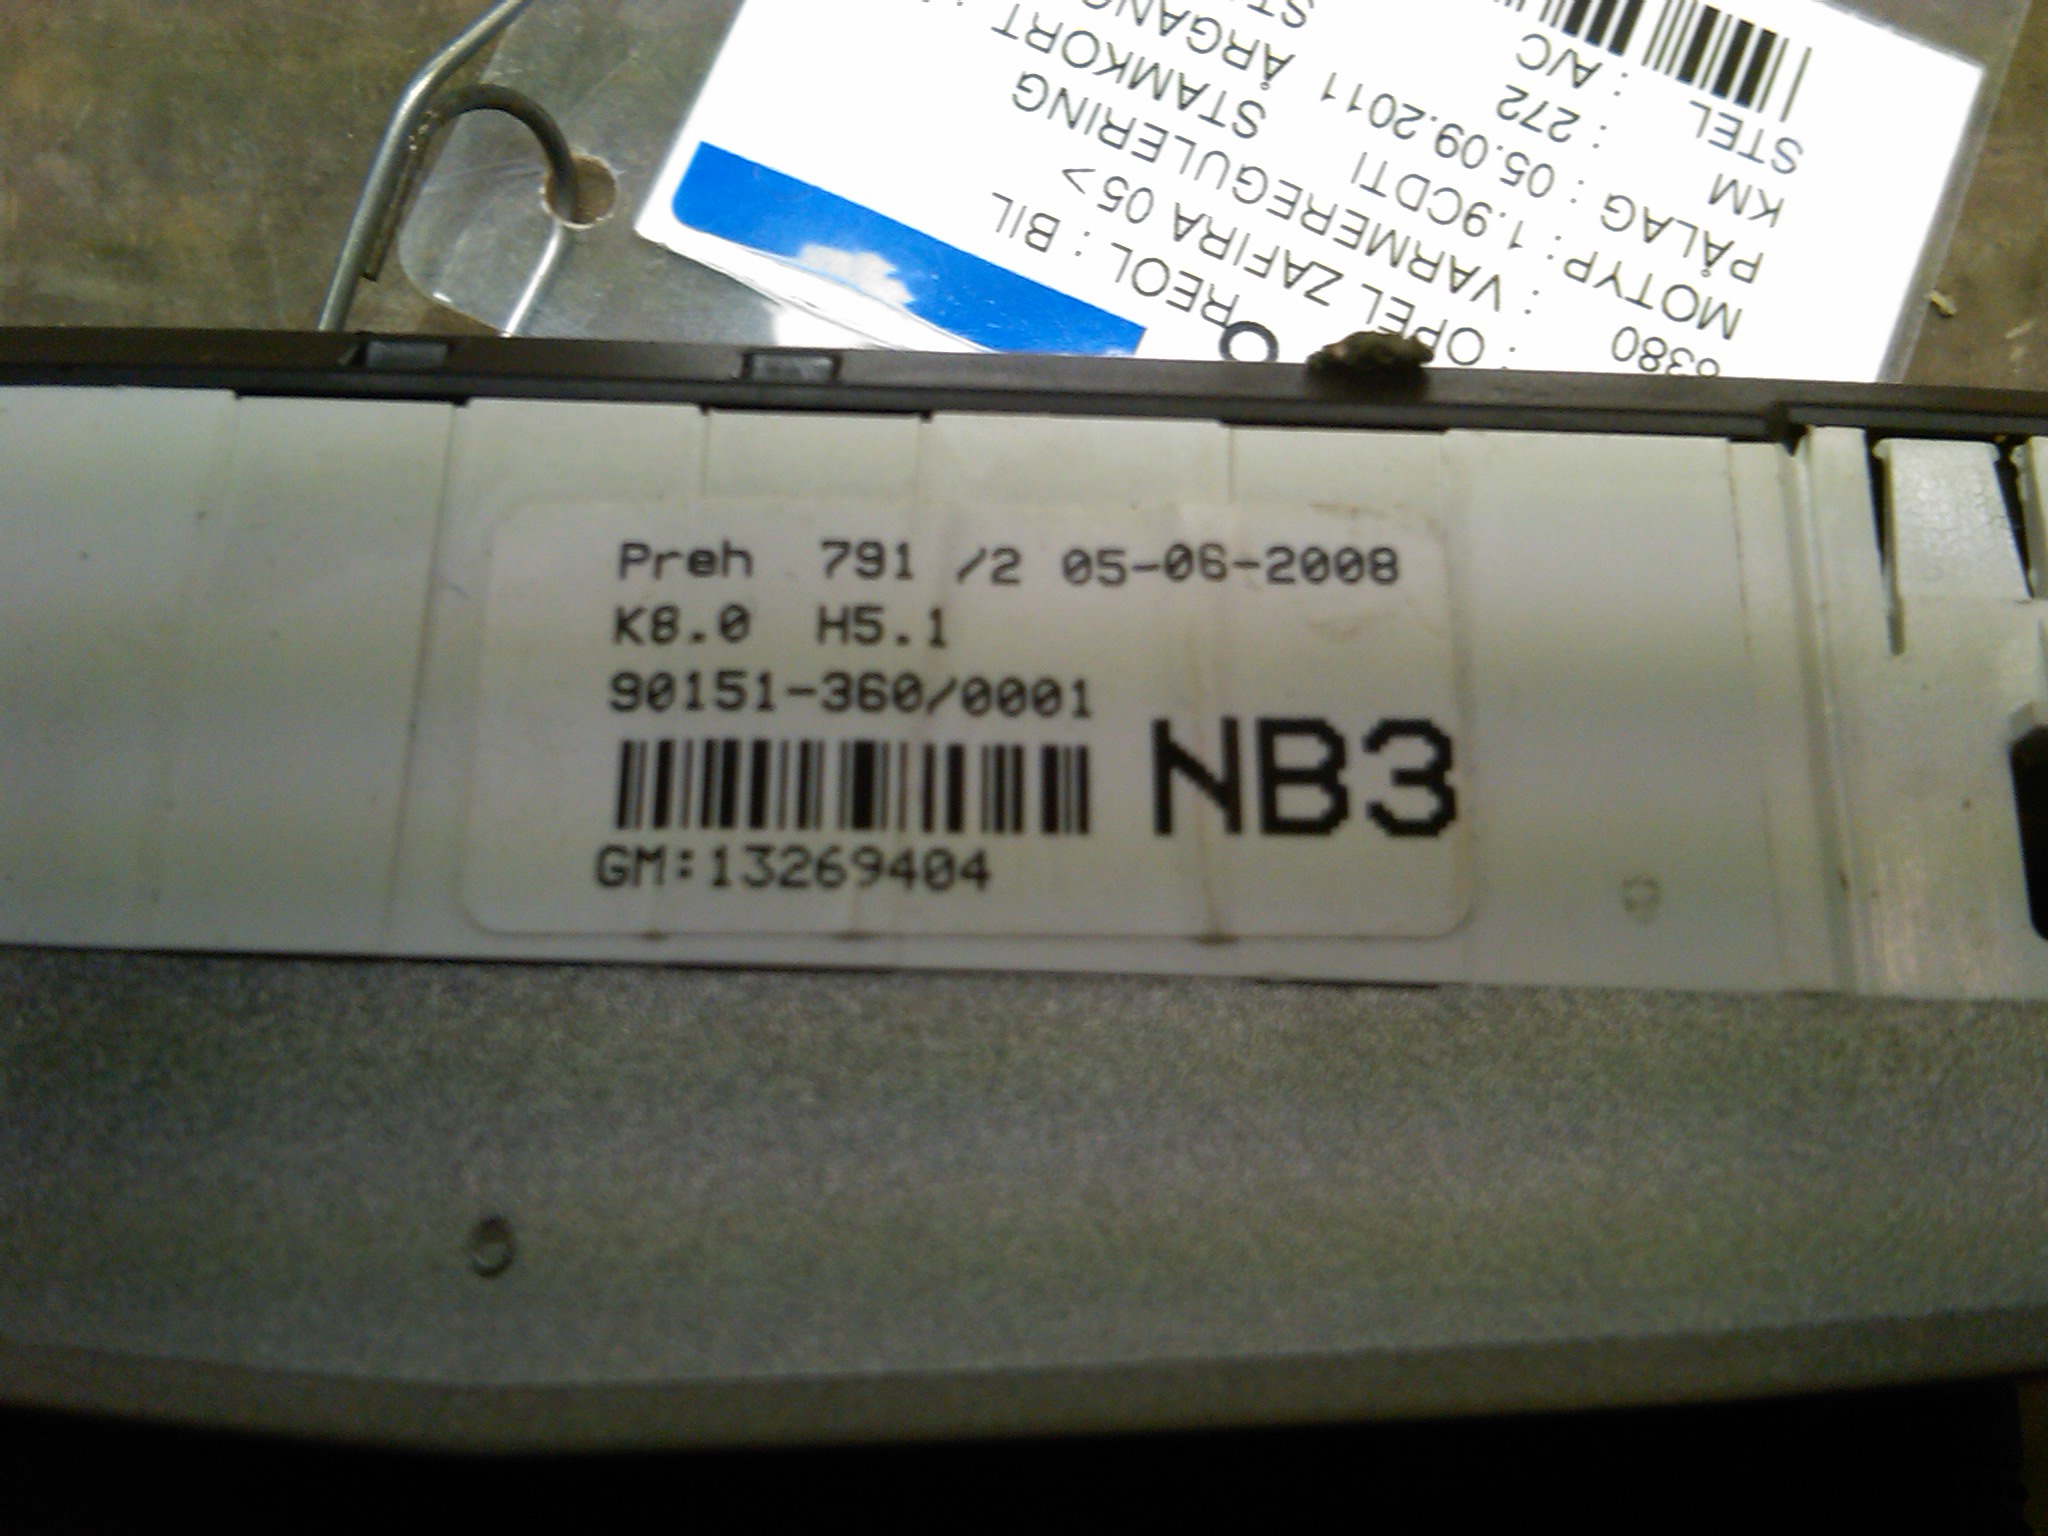 Preh 791 /2 05-06-2008
K8.0 H5.1
90151-360/0001
NB3
GM:13269404
REOL : BIL
OPEL ZAFIRA 05>
: VARMEREGULERING
6380 STAMKORT :
MOTYP : 1.9CDTI ÅRGANG
PÅLAG : 05.09.2011
KM : 272
STEL : A/C